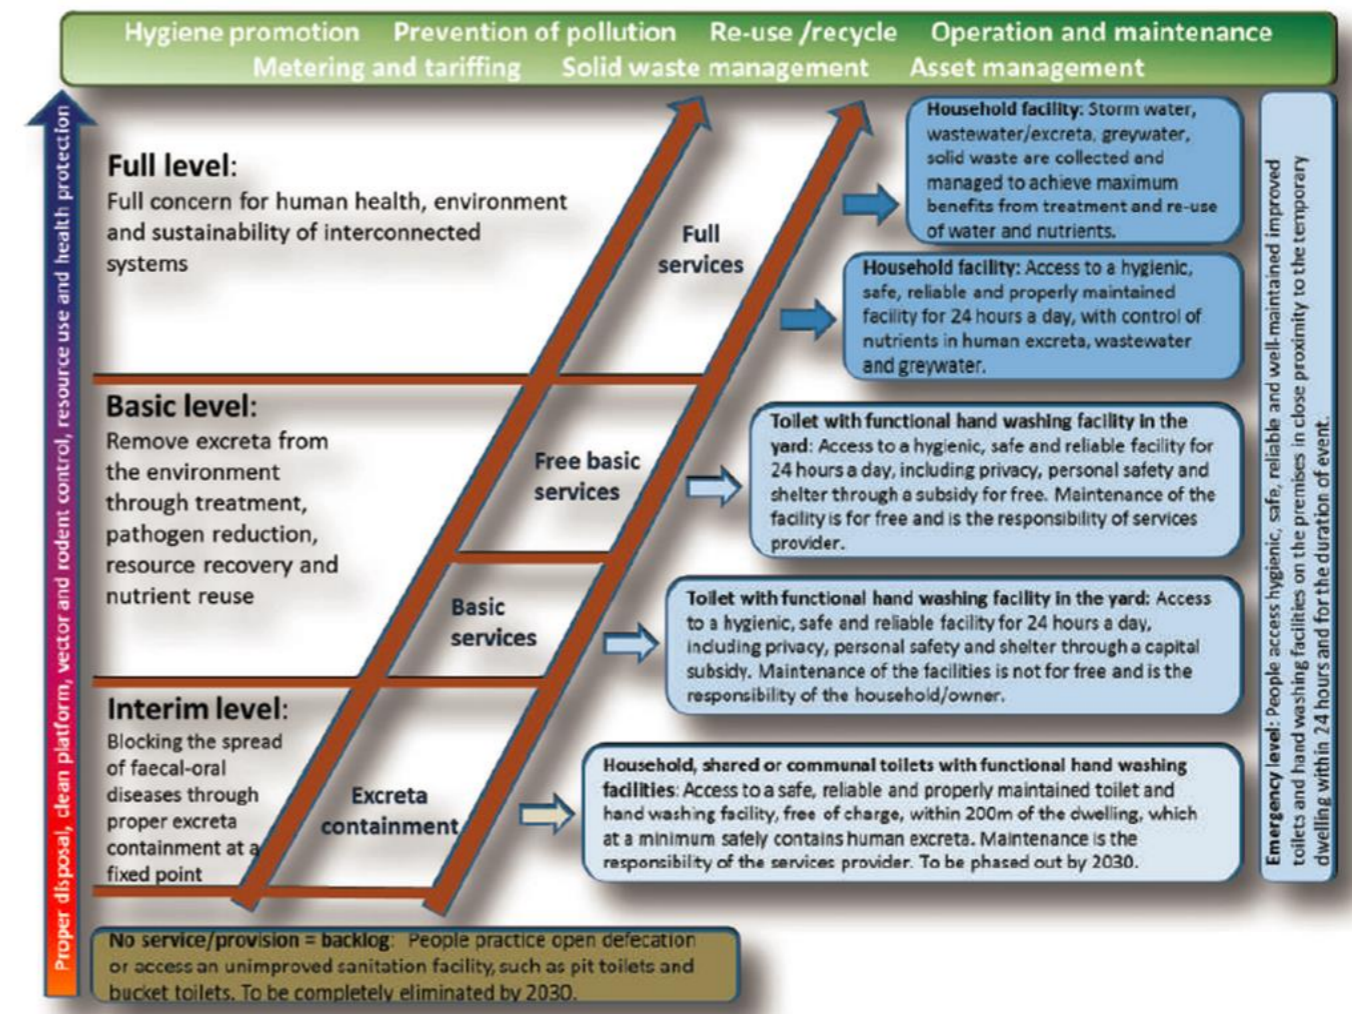 Hygiene promotion Prevention of pollution Re-use /recycle Operation and maintenance
Metering and tariffing Solid waste management Asset management
Proper disposal, clean platform, vector and rodent control, resource use and health protection
Full level:
Full concern for human health, environment
and sustainability of interconnected
systems
Full
services
Household facility: Storm water,
wastewater/excreta, greywater,
solid waste are collected and
managed to achieve maximum
benefits from treatment and re-use
of water and nutrients.
Household facility: Access to a hygienic,
safe, reliable and properly maintained
facility for 24 hours a day, with control of
nutrients in human excreta, wastewater
and greywater.
Basic level:
Remove excreta from
the environment
through treatment,
pathogen reduction,
resource recovery and
nutrient reuse
Free basic
services
Toilet with functional hand washing facility in the
yard: Access to a hygienic, safe and reliable facility for
24 hours a day, including privacy, personal safety and
shelter through a subsidy for free. Maintenance of the
facility is for free and is the responsibility of services
provider.
Basic
services
Toilet with functional hand washing facility in the yard: Access
to a hygienic, safe and reliable facility for 24 hours a day,
including privacy, personal safety and shelter through a capital
subsidy. Maintenance of the facilities is not for free and is the
responsibility of the household/owner.
Interim level:
Blocking the spread
of faecal-oral
diseases through
proper excreta
containment at a
fixed point
Excreta
containment
Household, shared or communal toilets with functional hand washing
facilities: Access to a safe, reliable and properly maintained toilet and
hand washing facility, free of charge, within 200m of the dwelling, which
at a minimum safely contains human excreta. Maintenance is the
responsibility of the services provider. To be phased out by 2030.
No service/provision = backlog: People practice open defecation
or access an unimproved sanitation facility, such as pit toilets and
bucket toilets. To be completely eliminated by 2030.
Emergency level: People access hygienic, safe, reliable and well-maintained improved
toilets and hand washing facilities on the premises in close proximity to the temporary
dwelling within 24 hours and for the duration of event.